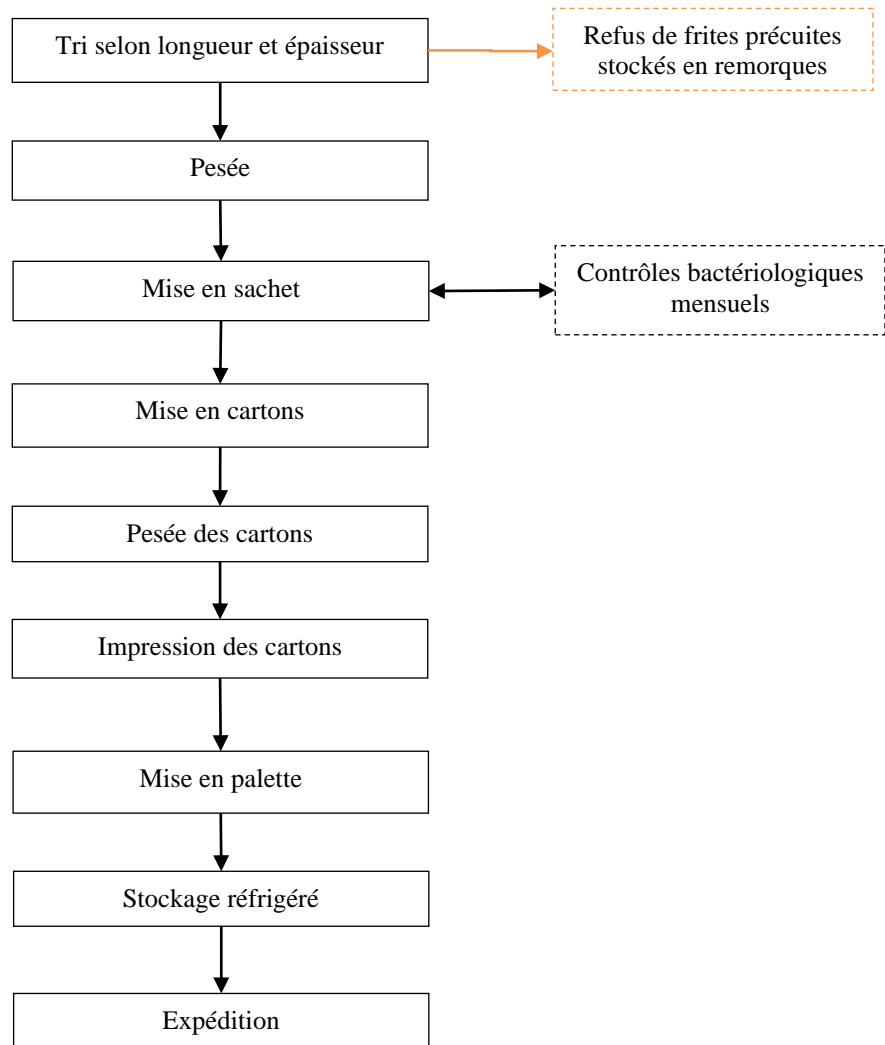 Tri selon longueur et épaisseur
Refus de frites précuites
stockés en remorques
Pesée
Mise en sachet
Contrôles bactériologiques
mensuels
Mise en cartons
Pesée des cartons
Impression des cartons
Mise en palette
Stockage réfrigéré
Expédition